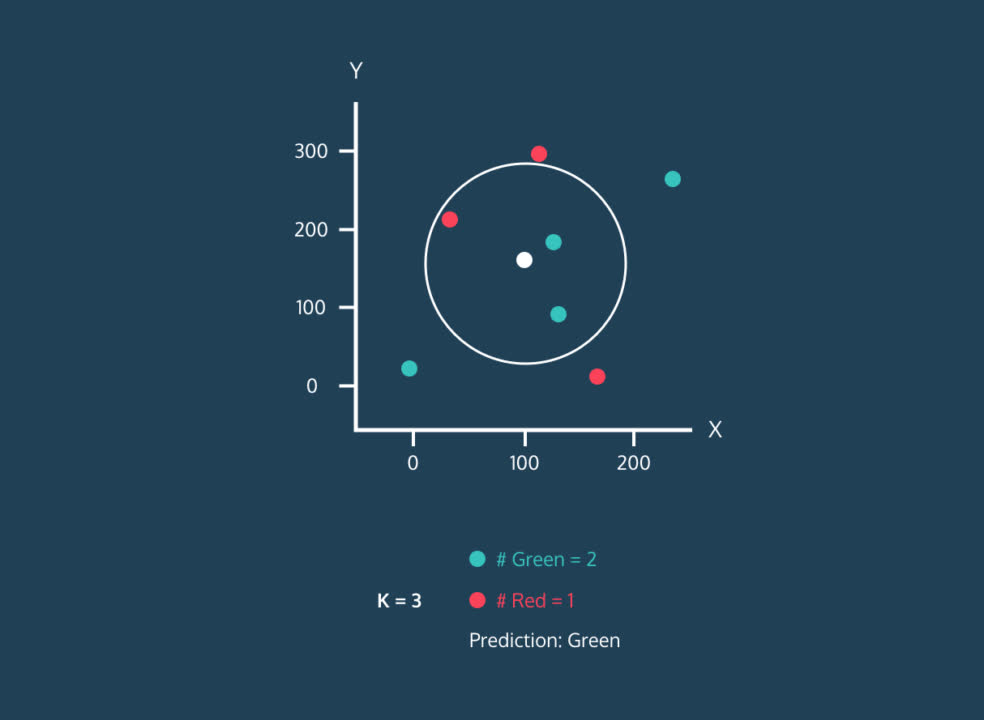 Y
300
200
100
0
X
0 100 200
# Green = 2
K = 3 # Red = 1
Prediction: Green